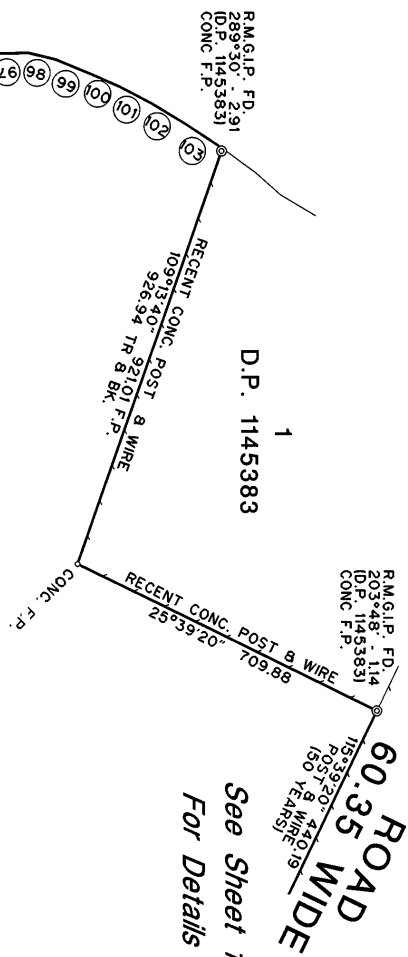 R.M.G.I.P. FD.
289°30' - 2.91
(D.P. 1145383)
CONC F.P.
98
99
100
101
102
103
RECENT CONC. POST & WIRE
109°13'40" 921.01 F.P.
926.94 TR & BK.
1
D.P. 1145383
CONC. F.P.
RECENT CONC. POST & WIRE
25°39'20" 709.88
R.M.G.I.P. FD.
203°48' - 1.14
(D.P. 1145383)
CONC F.P.
115°39'20" 440.19
POST & WIRE
(50 YEARS)
ROAD
60.35 WIDE
See Sheet
For Details